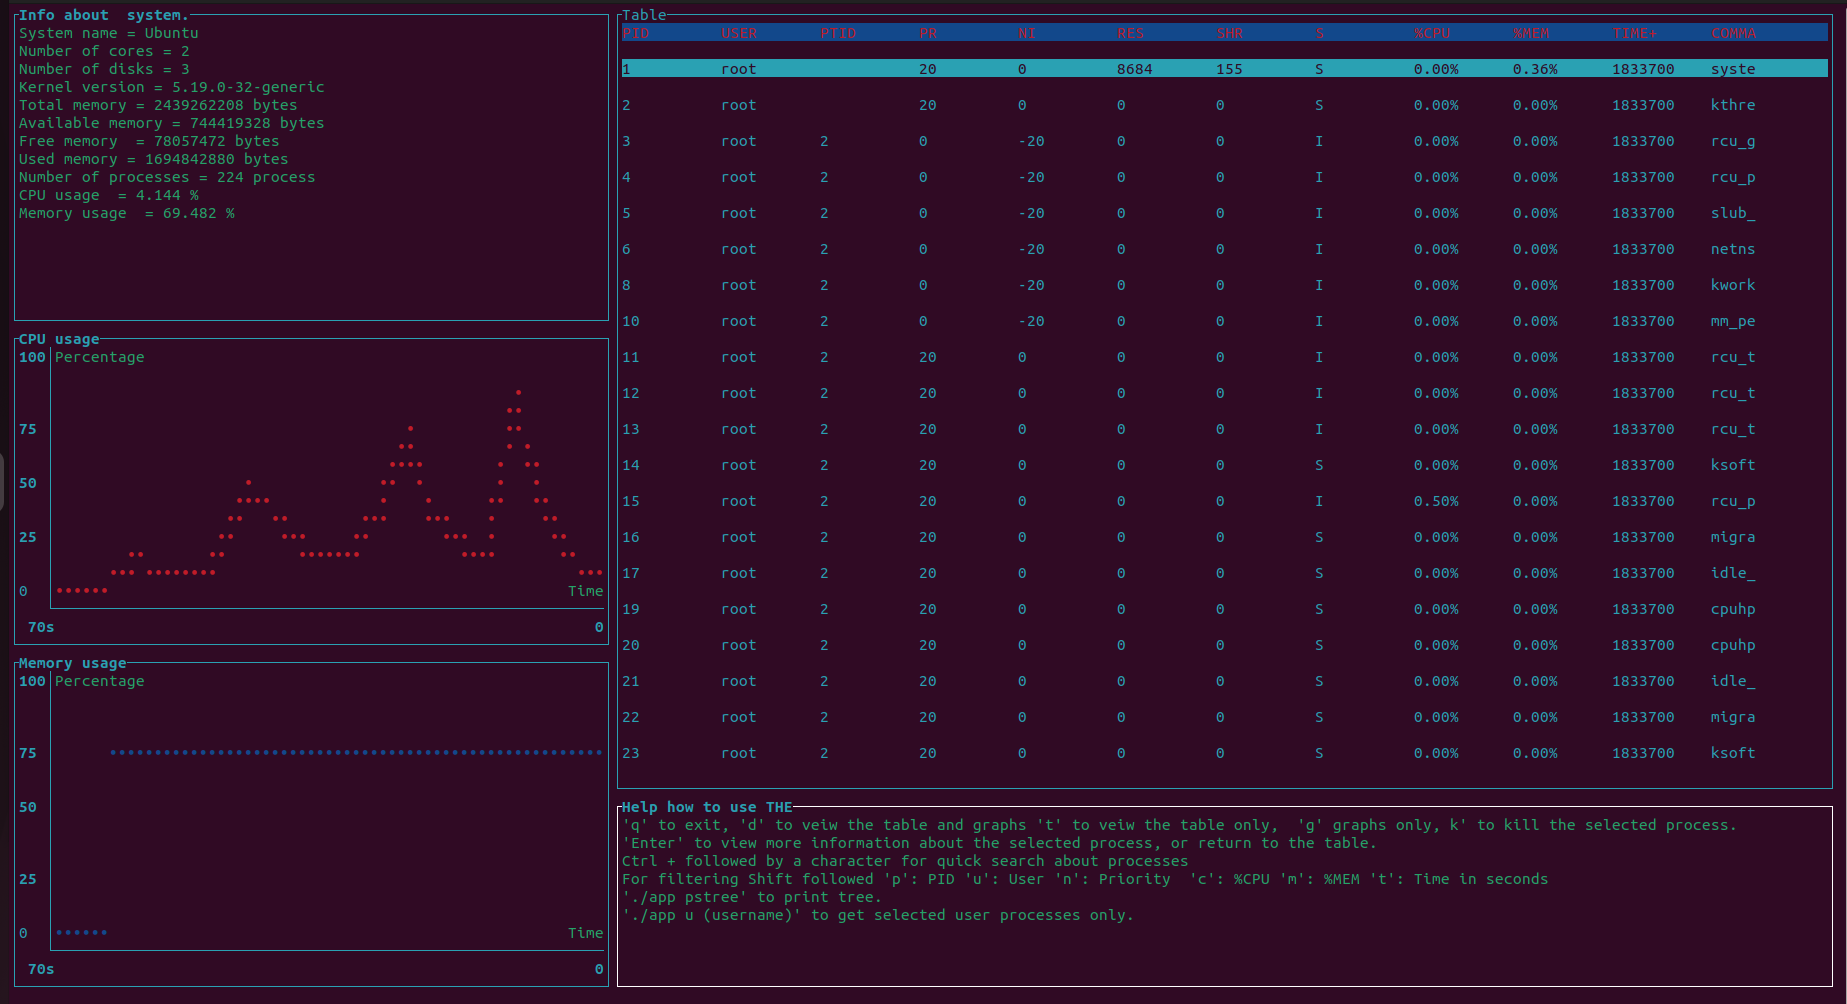 Info about  system.
System name = Ubuntu
Number of cores = 2
Number of disks = 3
Kernel version = 5.19.0-32-generic
Total memory = 2439262208 bytes
Available memory = 744419328 bytes
Free memory  = 78057472 bytes
Used memory = 1694842880 bytes
Number of processes = 224 process
CPU usage  = 4.144 %
Memory usage  = 69.482 %
CPU usage
100 Percentage
75
50
25
0 Time
70s 0
Memory usage
100 Percentage
75
50
25
0 Time
70s 0
Table
PID USER PTID PR NI RES SHR S %CPU %MEM TIME+ COMMA
1 root 20 0 8684 155 S 0.00% 0.36% 1833700 syste
2 root 20 0 0 0 S 0.00% 0.00% 1833700 kthre
3 root 2 0 -20 0 0 I 0.00% 0.00% 1833700 rcu_g
4 root 2 0 -20 0 0 I 0.00% 0.00% 1833700 rcu_p
5 root 2 0 -20 0 0 I 0.00% 0.00% 1833700 slub_
6 root 2 0 -20 0 0 I 0.00% 0.00% 1833700 netns
8 root 2 0 -20 0 0 I 0.00% 0.00% 1833700 kwork
10 root 2 0 -20 0 0 I 0.00% 0.00% 1833700 mm_pe
11 root 2 20 0 0 0 I 0.00% 0.00% 1833700 rcu_t
12 root 2 20 0 0 0 I 0.00% 0.00% 1833700 rcu_t
13 root 2 20 0 0 0 I 0.00% 0.00% 1833700 rcu_t
14 root 2 20 0 0 0 S 0.00% 0.00% 1833700 ksoft
15 root 2 20 0 0 0 I 0.50% 0.00% 1833700 rcu_p
16 root 2 20 0 0 0 S 0.00% 0.00% 1833700 migra
17 root 2 20 0 0 0 S 0.00% 0.00% 1833700 idle_
19 root 2 20 0 0 0 S 0.00% 0.00% 1833700 cpuhp
20 root 2 20 0 0 0 S 0.00% 0.00% 1833700 cpuhp
21 root 2 20 0 0 0 S 0.00% 0.00% 1833700 idle_
22 root 2 20 0 0 0 S 0.00% 0.00% 1833700 migra
23 root 2 20 0 0 0 S 0.00% 0.00% 1833700 ksoft
Help how to use THE
'q' to exit, 'd' to veiw the table and graphs 't' to veiw the table only,  'g' graphs only, k' to kill the selected process.
'Enter' to view more information about the selected process, or return to the table.
Ctrl + followed by a character for quick search about processes
For filtering Shift followed 'p': PID 'u': User 'n': Priority  'c': %CPU 'm': %MEM 't': Time in seconds
'./app pstree' to print tree.
'./app u (username)' to get selected user processes only.